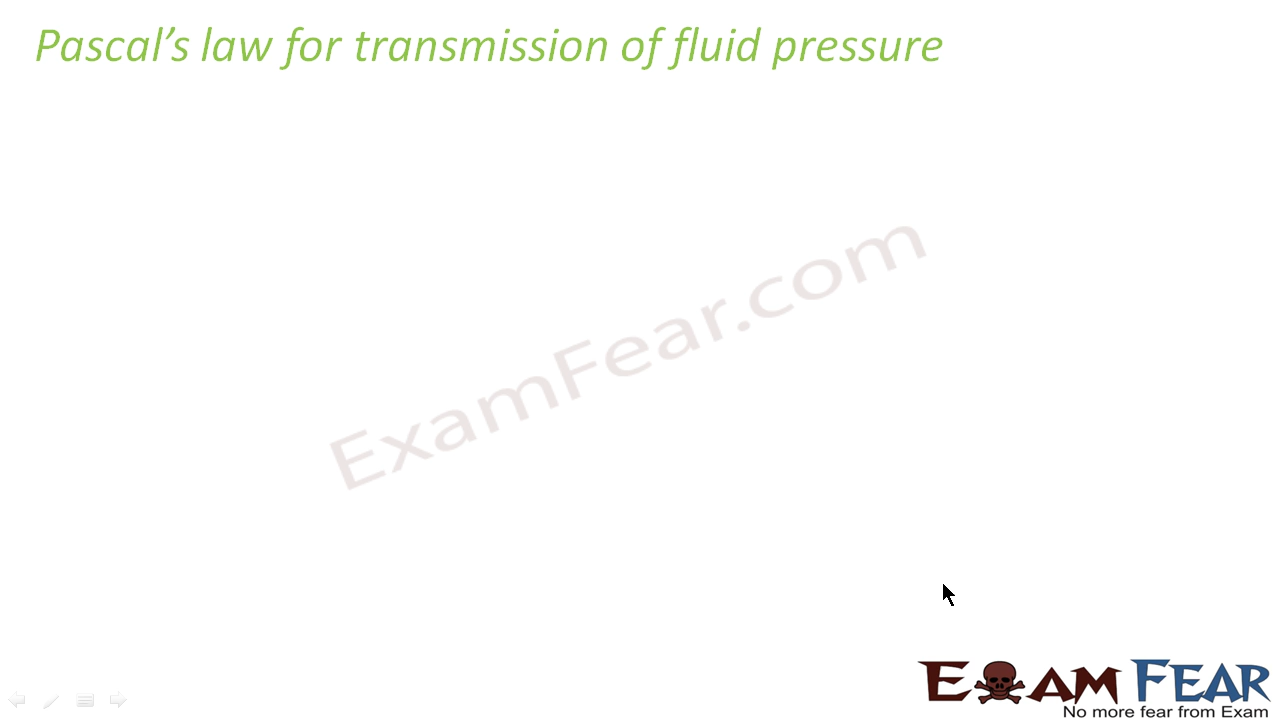 Pascal’s law for transmission of fluid pressure
ExamFear.com
EXAM FEAR
No more fear from Exam